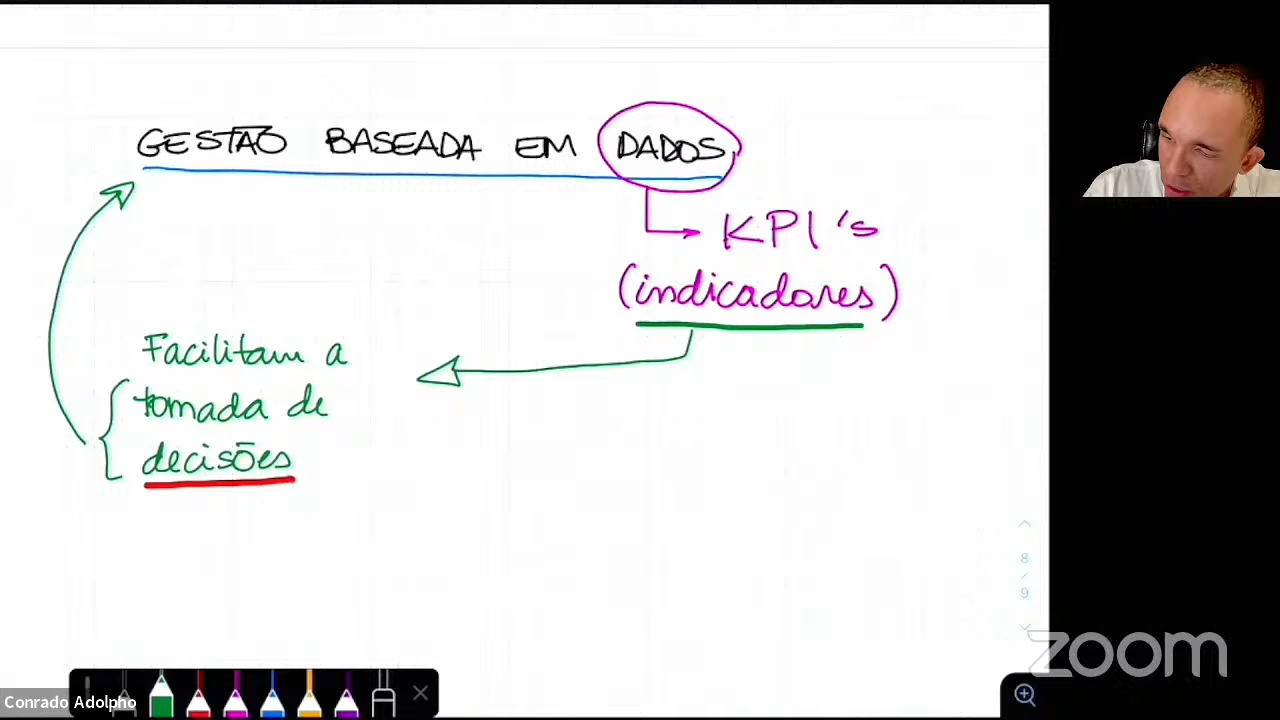 GESTÃO BASEADA EM DADOS
KPI's
(indicadores)
Facilitam a
tomada de
decisões
8
/
9
zoom
Conrado Adolpho